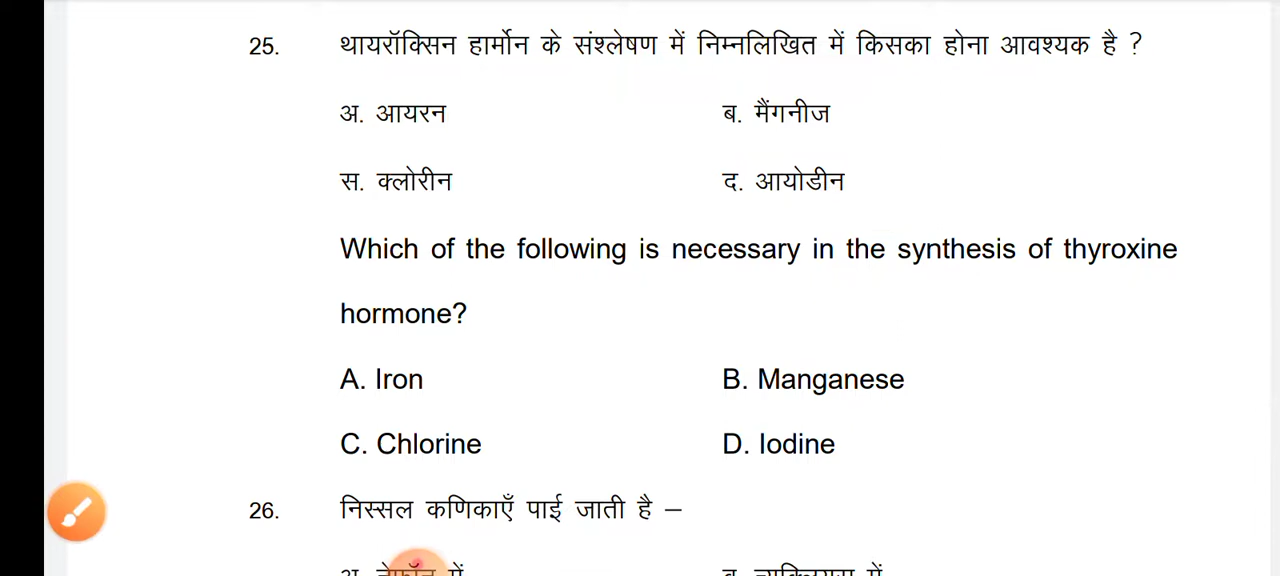 25. थायरॉक्सिन हार्मोन के संश्लेषण में निम्नलिखित में किसका होना आवश्यक है ?
अ. आयरन ब. मैंगनीज
स. क्लोरीन द. आयोडीन
Which of the following is necessary in the synthesis of thyroxine
hormone?
A. Iron B. Manganese
C. Chlorine D. Iodine
26. निस्सल कणिकाएँ पाई जाती है –
अ. में ब. में